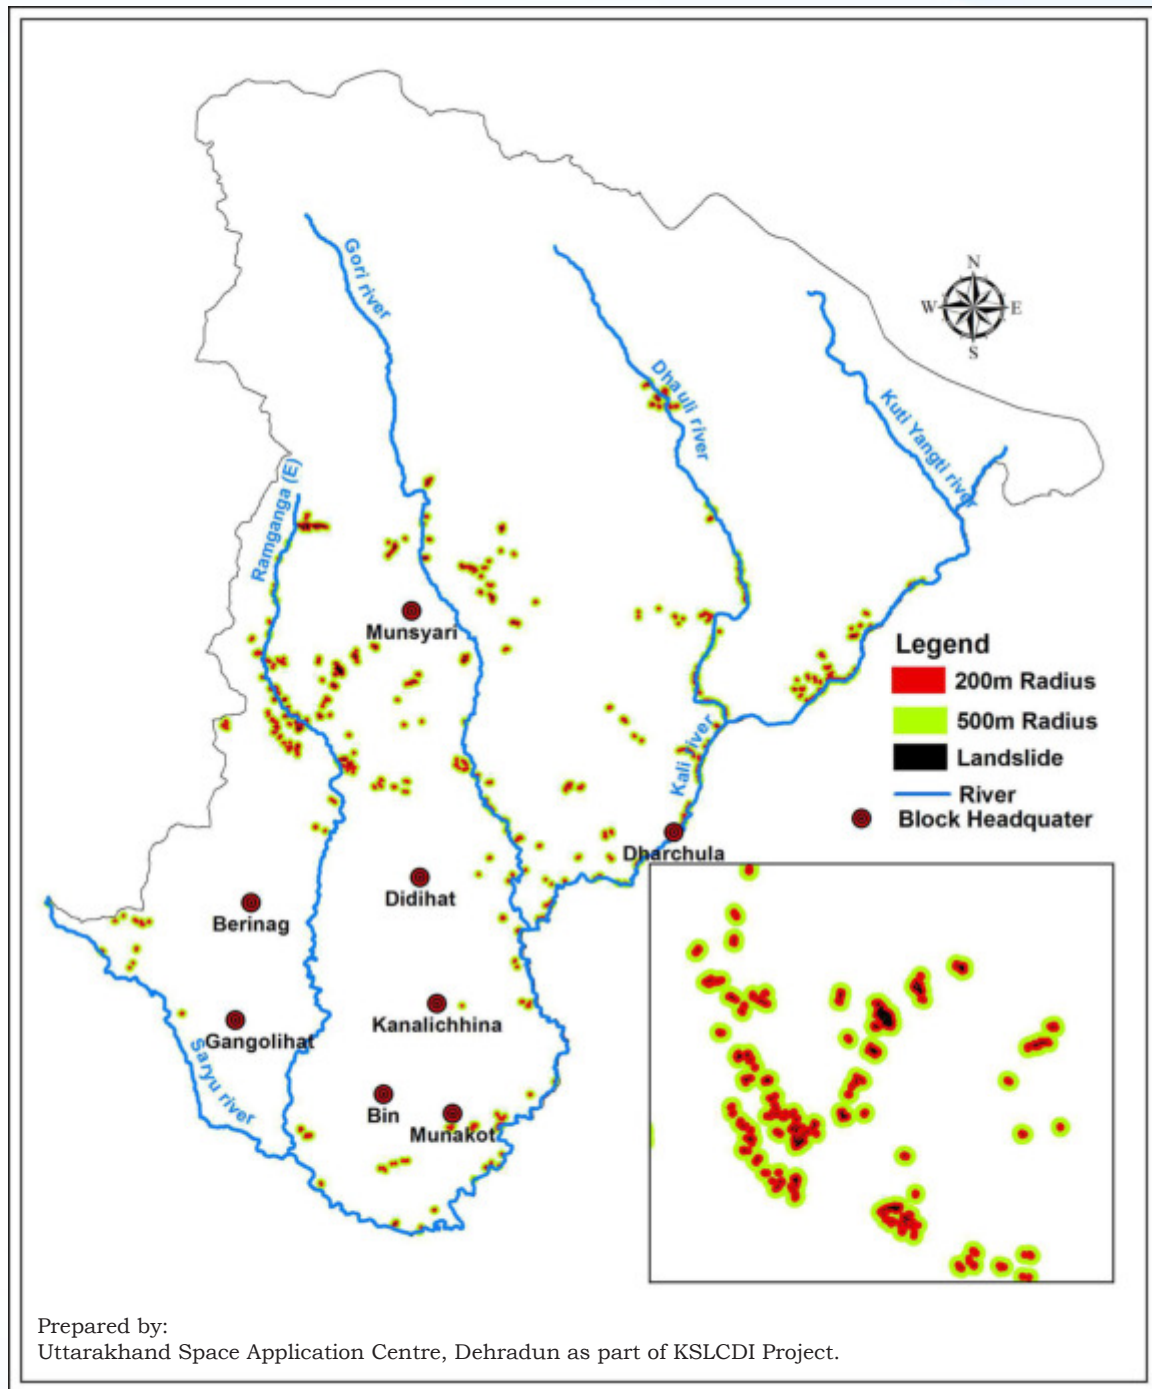 N
W
E
S
Gori river
Dhauli river
Kuti Yangti river
Ramganga (E)
Munsyari
Legend
200m Radius
500m Radius
Landslide
River
Block Headquater
Kali river
Dharchula
Didihat
Berinag
Kanalichhina
Gangolihat
Saryu river
Bin
Munakot
Prepared by:
Uttarakhand Space Application Centre, Dehradun as part of KSLCDI Project.